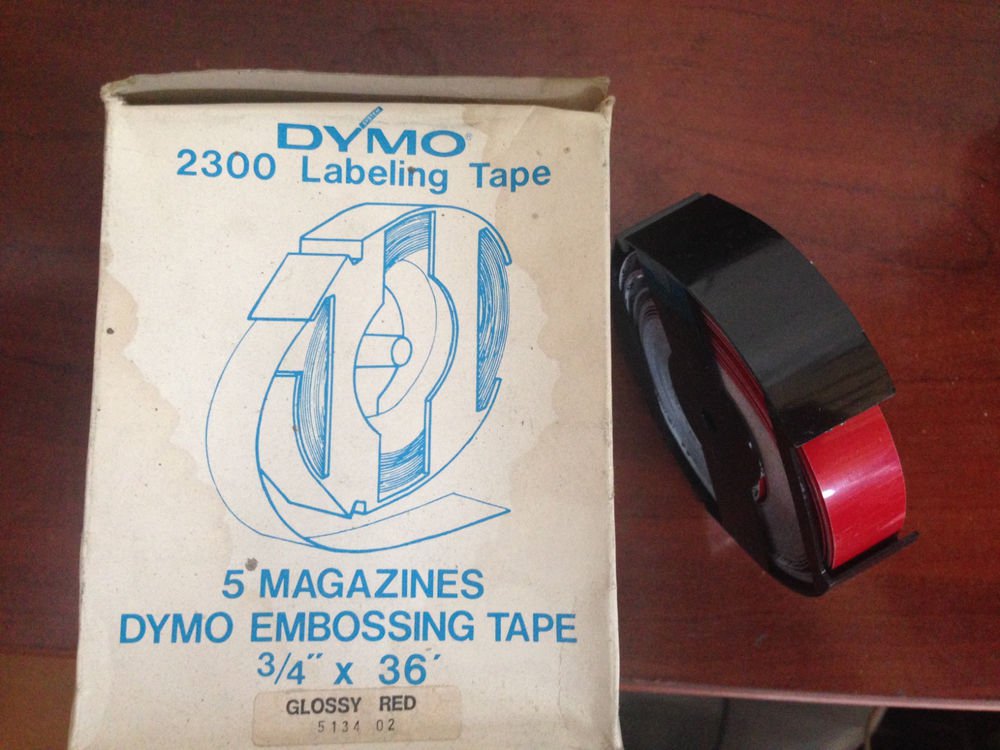 DYMO®
2300 Labeling Tape
5 MAGAZINES
DYMO EMBOSSING TAPE
3/4" x 36'
GLOSSY RED
5134 02